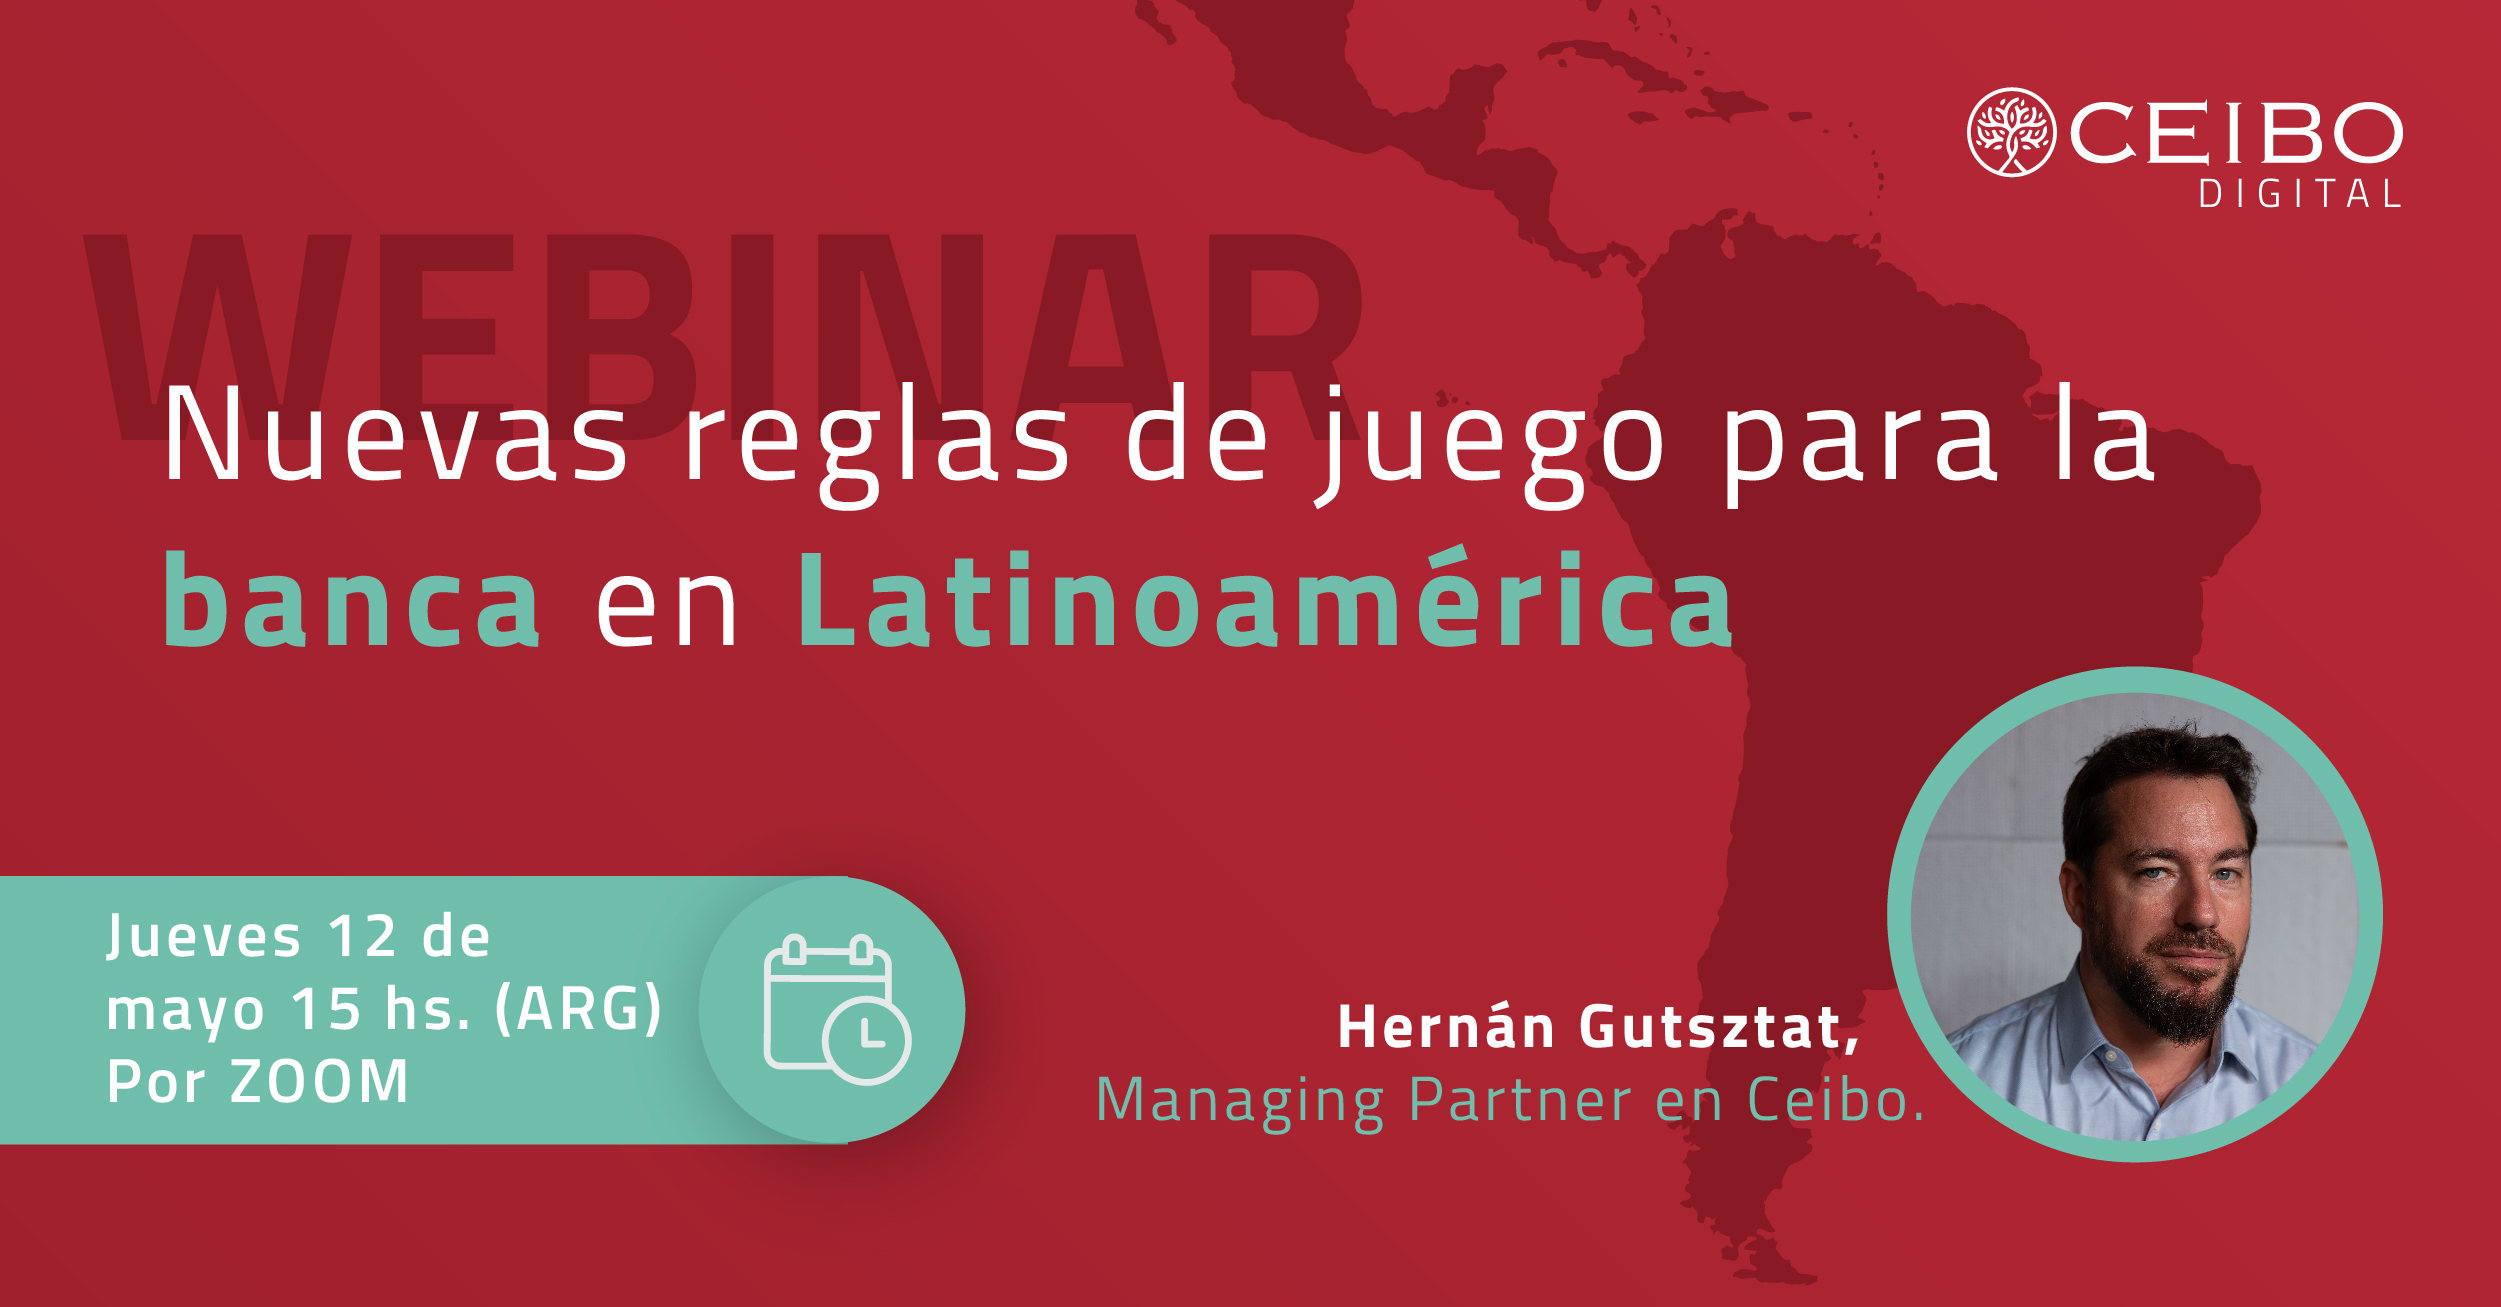 CEIBO
DIGITAL
WEBINAR
Nuevas reglas de juego para la
banca en Latinoamérica
Jueves 12 de
mayo 15 hs. (ARG)
Por ZOOM
Hernán Gutsztat,
Managing Partner en Ceibo.